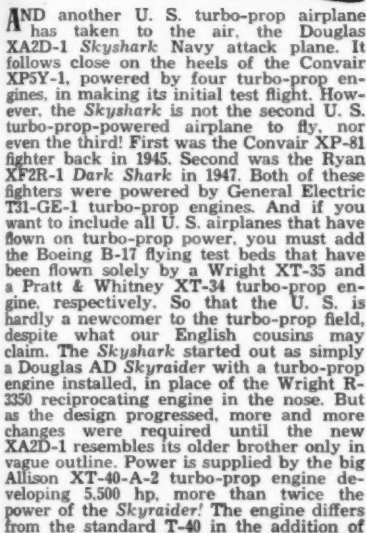 AND another U. S. turbo-prop airplane
has taken to the air, the Douglas
XA2D-1 Skyshark Navy attack plane. It
follows close on the heels of the Convair
XP5Y-1, powered by four turbo-prop en-
gines, in making its initial test flight. How-
ever, the Skyshark is not the second U. S.
turbo-prop-powered airplane to fly, nor
even the third! First was the Convair XP-81
fighter back in 1945. Second was the Ryan
XF2R-1 Dark Shark in 1947. Both of these
fighters were powered by General Electric
T31-GE-1 turbo-prop engines. And if you
want to include all U. S. airplanes that have
flown on turbo-prop power, you must add
the Boeing B-17 flying test beds that have
been flown solely by a Wright XT-35 and
a Pratt & Whitney XT-34 turbo-prop en-
gine, respectively. So that the U. S. is
hardly a newcomer to the turbo-prop field,
despite what our English cousins may
claim. The Skyshark started out as simply
a Douglas AD Skyraider with a turbo-prop
engine installed, in place of the Wright R-
3350 reciprocating engine in the nose. But
as the design progressed, more and more
changes were required until the new
XA2D-1 resembles its older brother only in
vague outline. Power is supplied by the big
Allison XT-40-A-2 turbo-prop engine de-
veloping 5,500 hp, more than twice the
power of the Skyraider! The engine differs
from the standard T-40 in the addition of